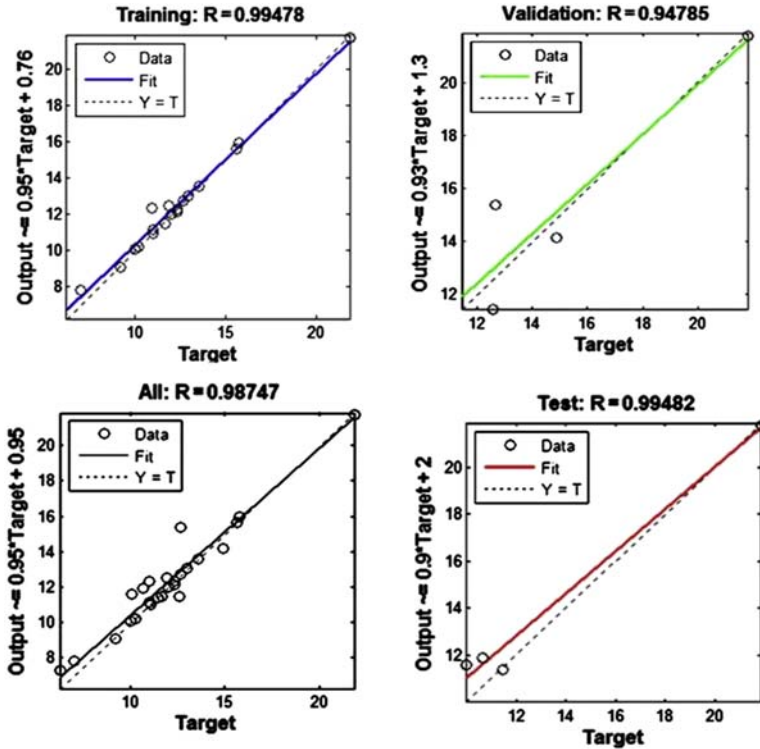 Training: R=0.99478
Output ~= 0.95*Target + 0.76
22
20
18
16
14
12
10
8
Data
Fit
Y = T
10
15
20
Target
Validation: R=0.94785
Output ~= 0.93*Target + 1.3
20
18
16
14
12
Data
Fit
Y = T
12
14
16
18
20
Target
All: R=0.98747
Output ~= 0.95*Target + 0.95
20
18
16
14
12
10
8
Data
Fit
Y = T
10
15
20
Target
Test: R=0.99482
Output ~= 0.9*Target + 2
20
18
16
14
12
Data
Fit
Y = T
12
14
16
18
20
Target